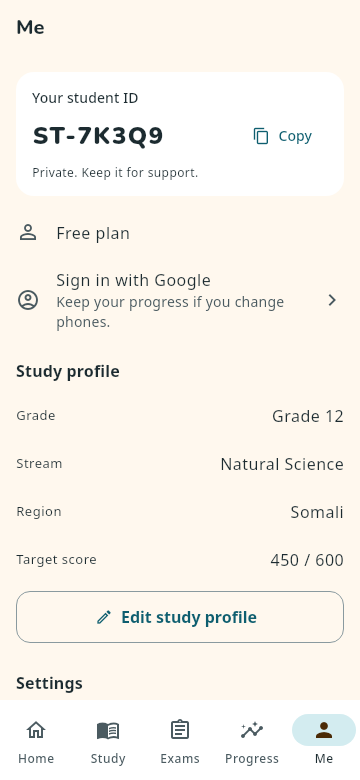 Me
Your student ID
ST-7K3Q9
Copy
Private. Keep it for support.
Free plan
Sign in with Google
Keep your progress if you change
phones.
Study profile
Grade
Grade 12
Stream
Natural Science
Region
Somali
Target score
450 / 600
Edit study profile
Settings
Home
Study
Exams
Progress
Me